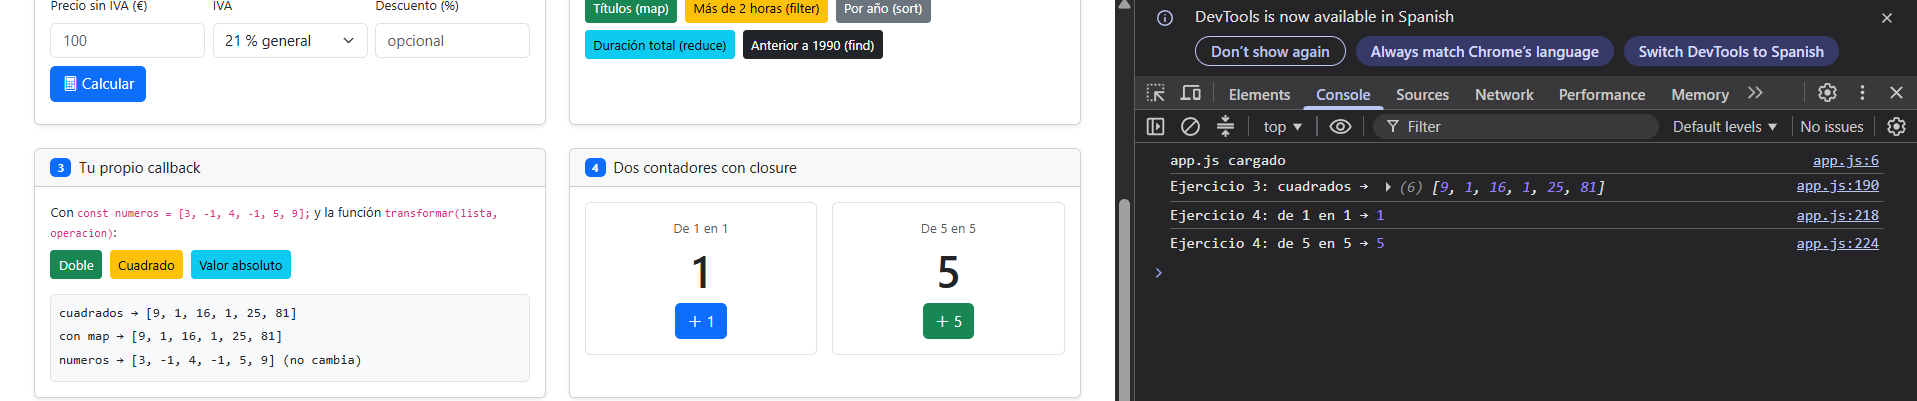 Precio sin IVA (€)
IVA
Descuento (%)
100
21 % general
opcional
Calcular
Títulos (map)
Más de 2 horas (filter)
Por año (sort)
Duración total (reduce)
Anterior a 1990 (find)
3 Tu propio callback
Con const numeros = [3, -1, 4, -1, 5, 9]; y la función transformar(lista,
operacion):
Doble
Cuadrado
Valor absoluto
cuadrados → [9, 1, 16, 1, 25, 81]
con map → [9, 1, 16, 1, 25, 81]
numeros → [3, -1, 4, -1, 5, 9] (no cambia)
4 Dos contadores con closure
De 1 en 1
1
+ 1
De 5 en 5
5
+ 5
DevTools is now available in Spanish
Don't show again
Always match Chrome's language
Switch DevTools to Spanish
Elements
Console
Sources
Network
Performance
Memory
top
Filter
Default levels
No issues
app.js cargado app.js:6
Ejercicio 3: cuadrados → (6) [9, 1, 16, 1, 25, 81] app.js:190
Ejercicio 4: de 1 en 1 → 1 app.js:218
Ejercicio 4: de 5 en 5 → 5 app.js:224